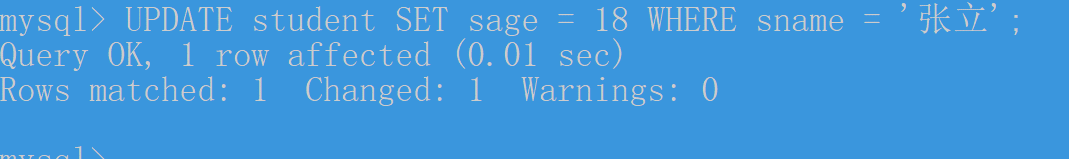 mysql> UPDATE student SET sage = 18 WHERE sname = '张立';
Query OK, 1 row affected (0.01 sec)
Rows matched: 1  Changed: 1  Warnings: 0
mysql>